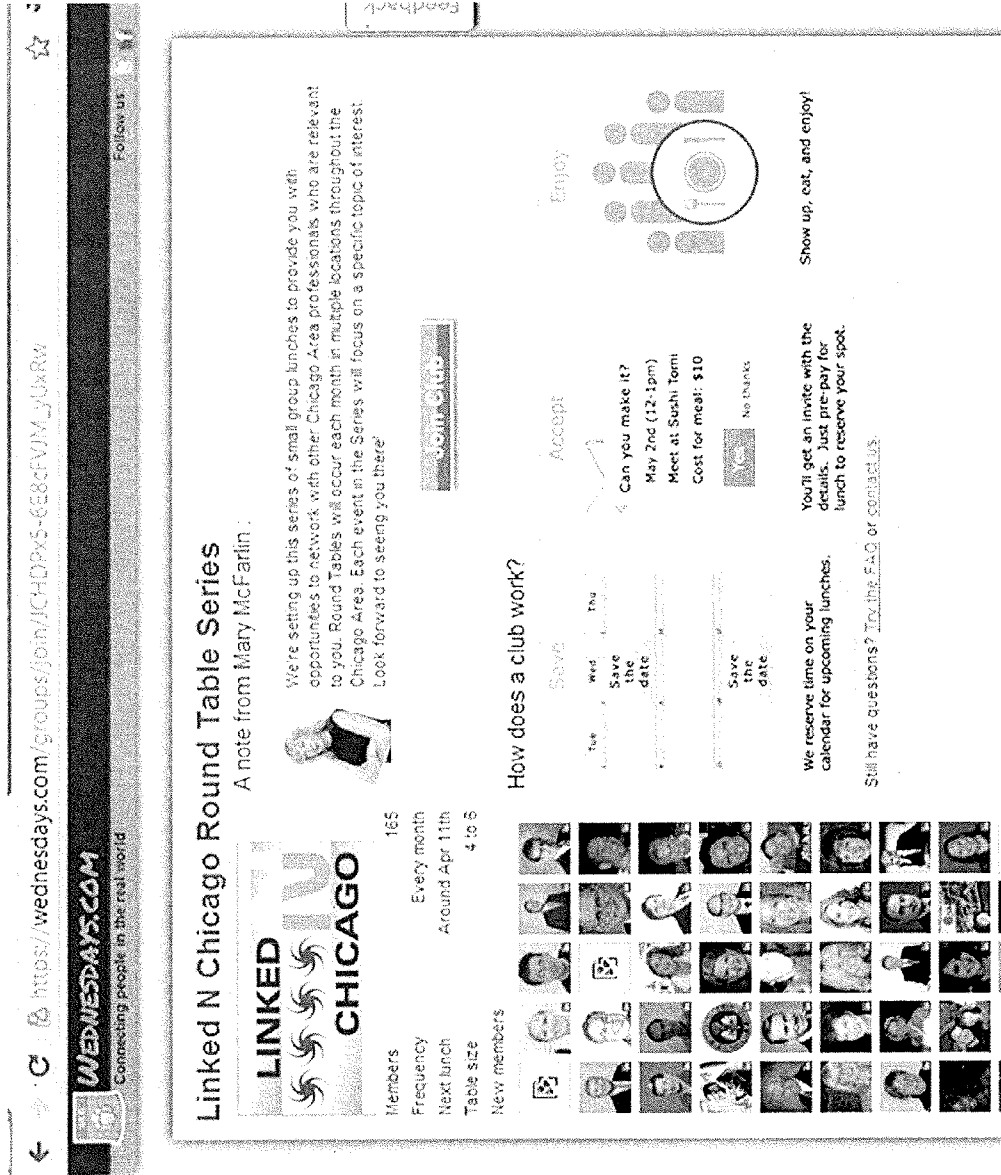 Feedback
https://wednesdays.com/groups/join/
WEDNESDAYS.COM
Connecting people in the real world
Follow us
Linked N Chicago Round Table Series
LINKED
IN
CHICAGO
A note from Mary McFarlin :
We're setting up this series of small group lunches to provide you with
opportunities to network with other Chicago Area professionals who are relevant
to you. Round Tables will occur each month in multiple locations throughout the
Chicago Area. Each event in the Series will focus on a specific topic of interest.
Look forward to seeing you there!
Join Club
Members 165
Frequency Every month
Next lunch Around Apr 11th
Table size 4 to 6
New members
How does a club work?
Save
Tue Wed Thu
Save
the
date
Save
the
date
We reserve time on your
calendar for upcoming lunches.
Accept
Can you make it?
May 2nd (12-1pm)
Meet at Sushi Tomi
Cost for meal: $10
Yes No thanks
You'll get an invite with the
details. Just pre-pay for
lunch to reserve your spot.
Enjoy
Show up, eat, and enjoy!
Still have questions? Try the FAQ or contact us.